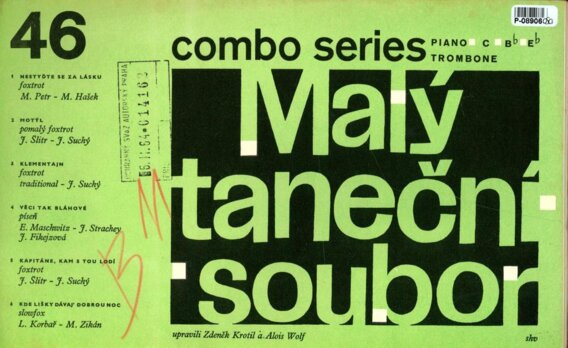 46
combo series
PIANO C B♭ E♭
TROMBONE
P-08906
Malý
taneční
soubor
1 NESTYĎTE SE ZA LÁSKU
foxtrot
M. Petr - M. Hašek
2 MOTÝL
pomalý foxtrot
J. Šlitr - J. Suchý
3 KLEMENTAJN
foxtrot
traditional - J. Suchý
4 VĚCI TAK BLÁHOVÉ
píseň
E. Maschwitz - J. Strachey
J. Fikejzová
5 KAPITÁNE, KAM S TOU LODÍ
foxtrot
J. Šlitr - J. Suchý
6 KDE LIŠKY DÁVAJ DOBROU NOC
slowfox
L. Korbař - M. Zikán
BM
upravili Zdeněk Krotil a Alois Wolf
shv